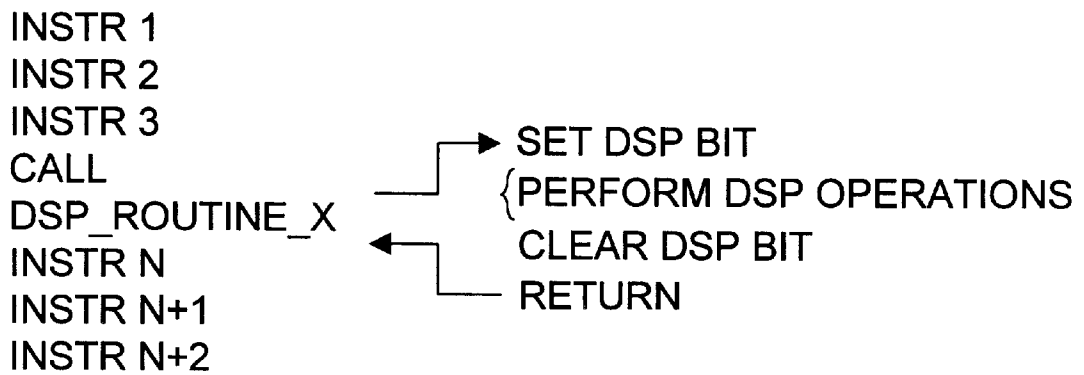 INSTR 1
INSTR 2
INSTR 3
CALL
DSP_ROUTINE_X
INSTR N
INSTR N+1
INSTR N+2
SET DSP BIT
{PERFORM DSP OPERATIONS
CLEAR DSP BIT
RETURN